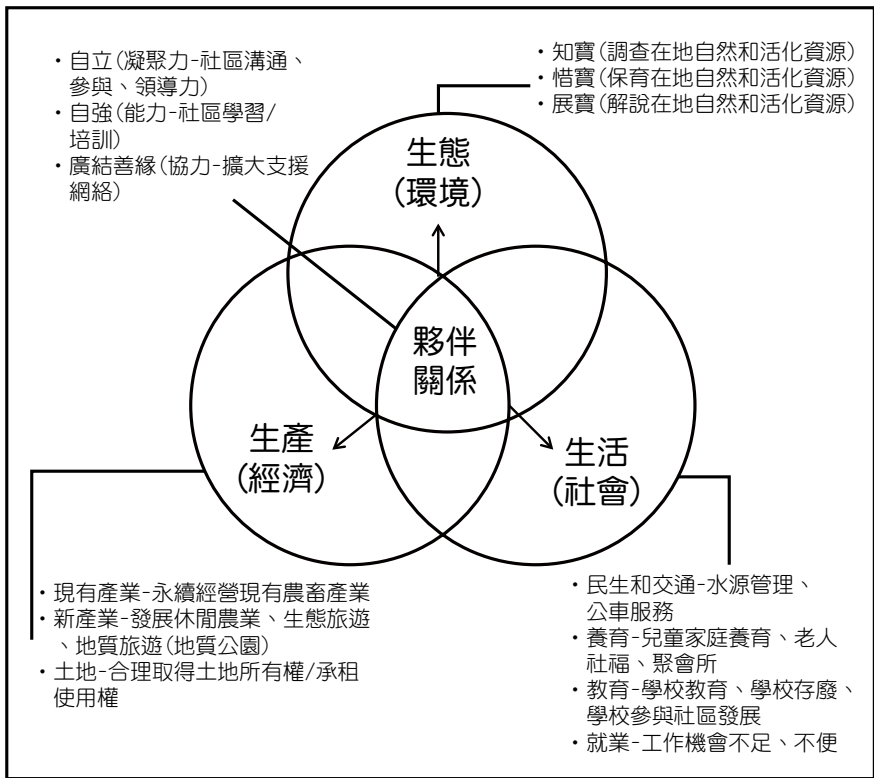 ・自立(凝聚力-社區溝通、
參與、領導力)
・自強(能力-社區學習/
培訓)
・廣結善緣(協力-擴大支援
網絡)
・知寶(調查在地自然和活化資源)
・惜寶(保育在地自然和活化資源)
・展寶(解說在地自然和活化資源)
生態
(環境)
夥伴
關係
生產
(經濟)
生活
(社會)
・現有產業-永續經營現有農畜產業
・新產業-發展休閒農業、生態旅遊
、地質旅遊(地質公園)
・土地-合理取得土地所有權/承租
使用權
・民生和交通-水源管理、
公車服務
・養育-兒童家庭養育、老人
社福、聚會所
・教育-學校教育、學校存廢、
學校參與社區發展
・就業-工作機會不足、不便